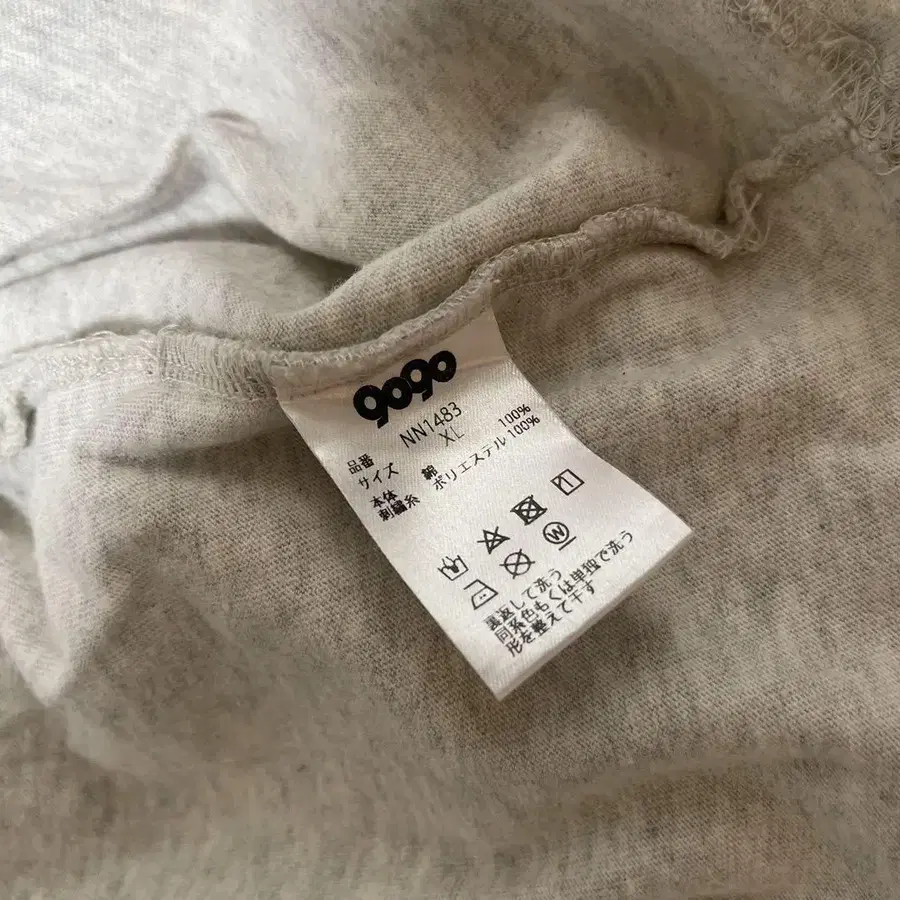 9090
品番 NN1483
サイズ XL
本体 綿 100%
刺繍糸 ポリエステル100%
裏返して洗う
同系色もくは単独で洗う
形を整えて干す